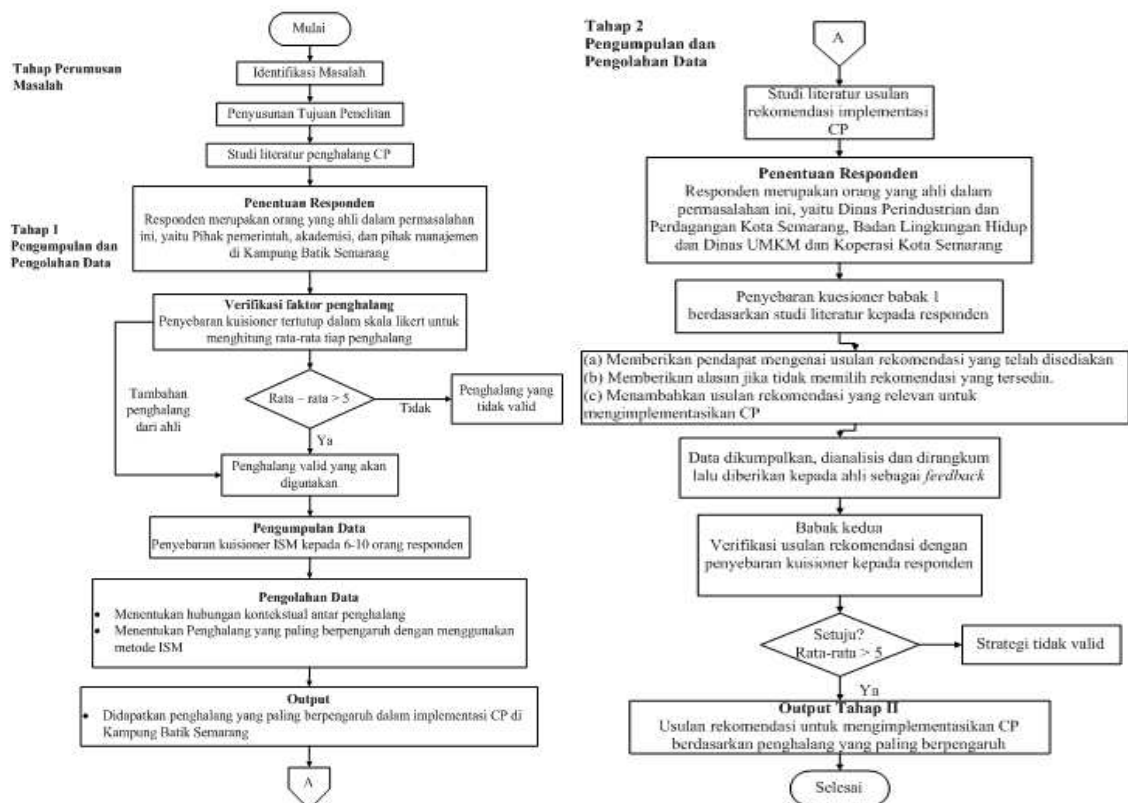 Mulai
Tahap Perumusan
Masalah
Identifikasi Masalah
Penyusunan Tujuan Penelitan
Studi literatur penghalang CP
Tahap 1
Pengumpulan dan
Pengolahan Data
Penentuan Responden
Responden merupakan orang yang ahli dalam permasalahan
ini, yaitu Pihak pemerintah, akademisi, dan pihak manajemen
di Kampung Batik Semarang
Verifikasi faktor penghalang
Penyebaran kuisioner tertutup dalam skala likert untuk
menghitung rata-rata tiap penghalang
Tambahan
penghalang
dari ahli
Rata – rata > 5
Tidak
Penghalang yang
tidak valid
Ya
Penghalang valid yang akan
digunakan
Pengumpulan Data
Penyebaran kuisioner ISM kepada 6-10 orang responden
Pengolahan Data
• Menentukan hubungan kontekstual antar penghalang
• Menentukan Penghalang yang paling berpengaruh dengan menggunakan
metode ISM
Output
• Didapatkan penghalang yang paling berpengaruh dalam implementasi CP di
Kampung Batik Semarang
A
Tahap 2
Pengumpulan dan
Pengolahan Data
A
Studi literatur usulan
rekomendasi implementasi
CP
Penentuan Responden
Responden merupakan orang yang ahli dalam
permasalahan ini, yaitu Dinas Perindustrian dan
Perdagangan Kota Semarang, Badan Lingkungan Hidup
dan Dinas UMKM dan Koperasi Kota Semarang
Penyebaran kuesioner babak 1
berdasarkan studi literatur kepada responden
(a) Memberikan pendapat mengenai usulan rekomendasi yang telah disediakan
(b) Memberikan alasan jika tidak memilih rekomendasi yang tersedia.
(c) Menambahkan usulan rekomendasi yang relevan untuk
mengimplementasikan CP
Data dikumpulkan, dianalisis dan dirangkum
lalu diberikan kepada ahli sebagai feedback
Babak kedua
Verifikasi usulan rekomendasi dengan
penyebaran kuisioner kepada responden
Setuju?
Rata-rata > 5
Strategi tidak valid
Ya
Output Tahap II
Usulan rekomendasi untuk mengimplementasikan CP
berdasarkan penghalang yang paling berpengaruh
Selesai